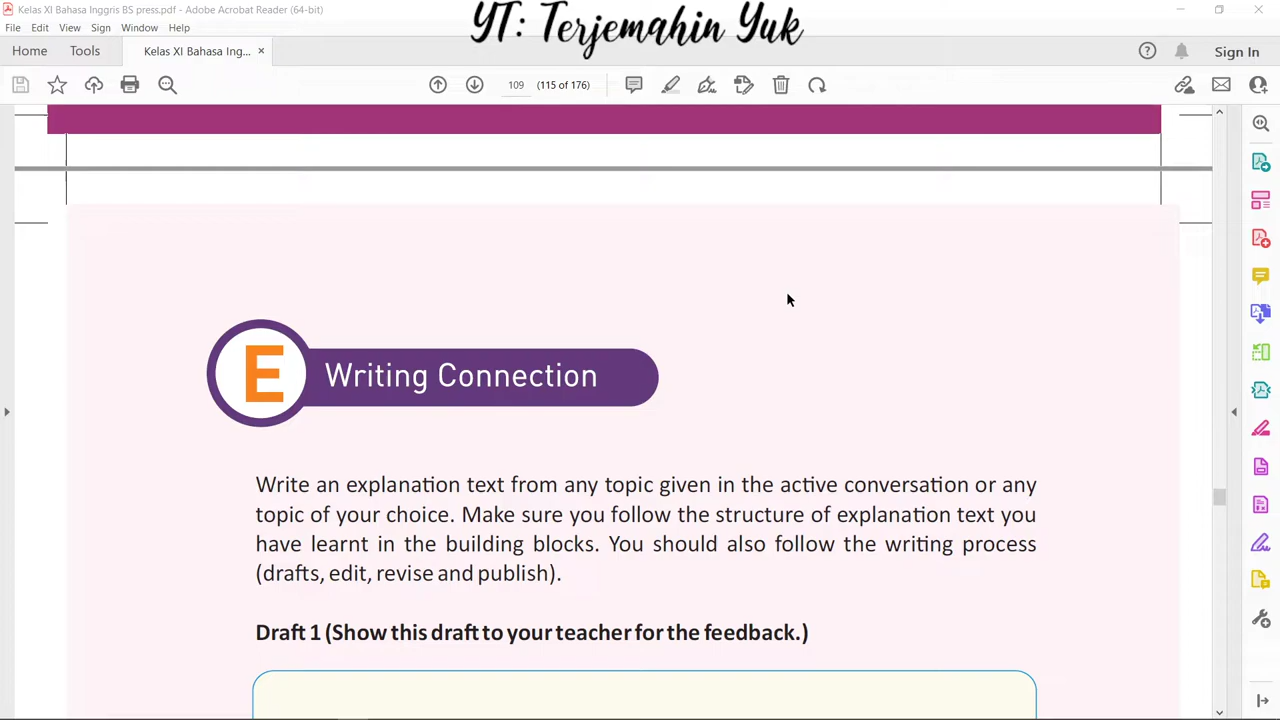 Kelas XI Bahasa Inggris BS press.pdf - Adobe Acrobat Reader (64-bit)
YT: Terjemahin Yuk
File Edit View Sign Window Help
Home Tools Kelas XI Bahasa Ing... × Sign In
109 (115 of 176)
E Writing Connection
Write an explanation text from any topic given in the active conversation or any
topic of your choice. Make sure you follow the structure of explanation text you
have learnt in the building blocks. You should also follow the writing process
(drafts, edit, revise and publish).
Draft 1 (Show this draft to your teacher for the feedback.)